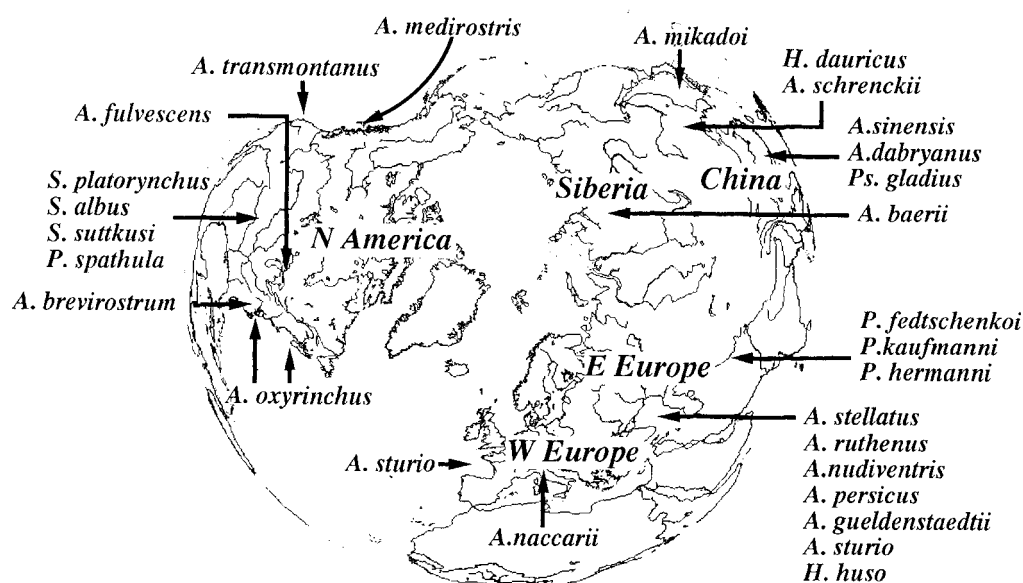 A. medirostris
A. mikadoi
A. transmontanus
H. dauricus
A. schrenckii
A. fulvescens
A.sinensis
A.dabryanus
Ps. gladius
S. platorynchus
S. albus
S. suttkusi
P. spathula
Siberia
China
A. baerii
N America
A. brevirostrum
P. fedtschenkoi
P.kaufmanni
P. hermanni
E Europe
A. oxyrinchus
A. stellatus
A. ruthenus
A.nudiventris
A. persicus
A. gueldenstaedtii
A. sturio
H. huso
W Europe
A. sturio
A.naccarii